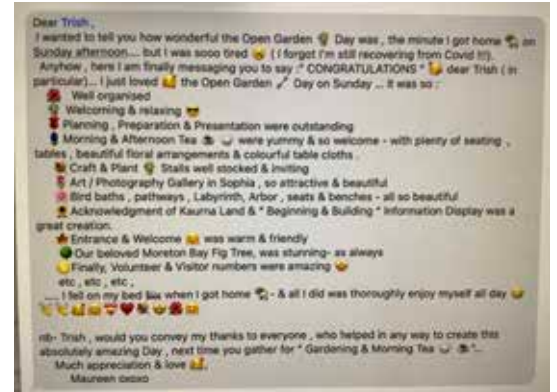 Dear Trish,
I wanted to tell you how wonderful the Open Garden 🌷 Day was , the minute I got home 🏡 on
Sunday afternoon.... but I was sooo tired 😴 ( I forgot I'm still recovering from Covid !!!).
Anyhow , here I am finally messaging you to say :" CONGRATULATIONS " 🥳 dear Trish ( in
particular)... I just loved 🥰 the Open Garden Day on Sunday ... it was so :
Well organised
Welcoming & relaxing 😎
Planning , Preparation & Presentation were outstanding
Morning & Afternoon Tea ☕ were yummy & so welcome - with plenty of seating ,
tables , beautiful floral arrangements & colourful table cloths .
Craft & Plant Stalls well stocked & inviting
Art / Photography Gallery in Sophia , so attractive & beautiful
Bird baths , pathways , Labyrinth, Arbor , seats & benches - all so beautiful
Acknowledgment of Kaurna Land & " Beginning & Building " Information Display was a
great creation.
Entrance & Welcome was warm & friendly
Our beloved Moreton Bay Fig Tree, was stunning- as always
Finally, Volunteer & Visitor numbers were amazing
etc , etc , etc ,
..... I fell on my bed when I got home - & all I did was thoroughly enjoy myself all day
nb- Trish , would you convey my thanks to everyone , who helped in any way to create this
absolutely amazing Day , next time you gather for " Gardening & Morning Tea "...
Much appreciation & love
Maureen oxoxo